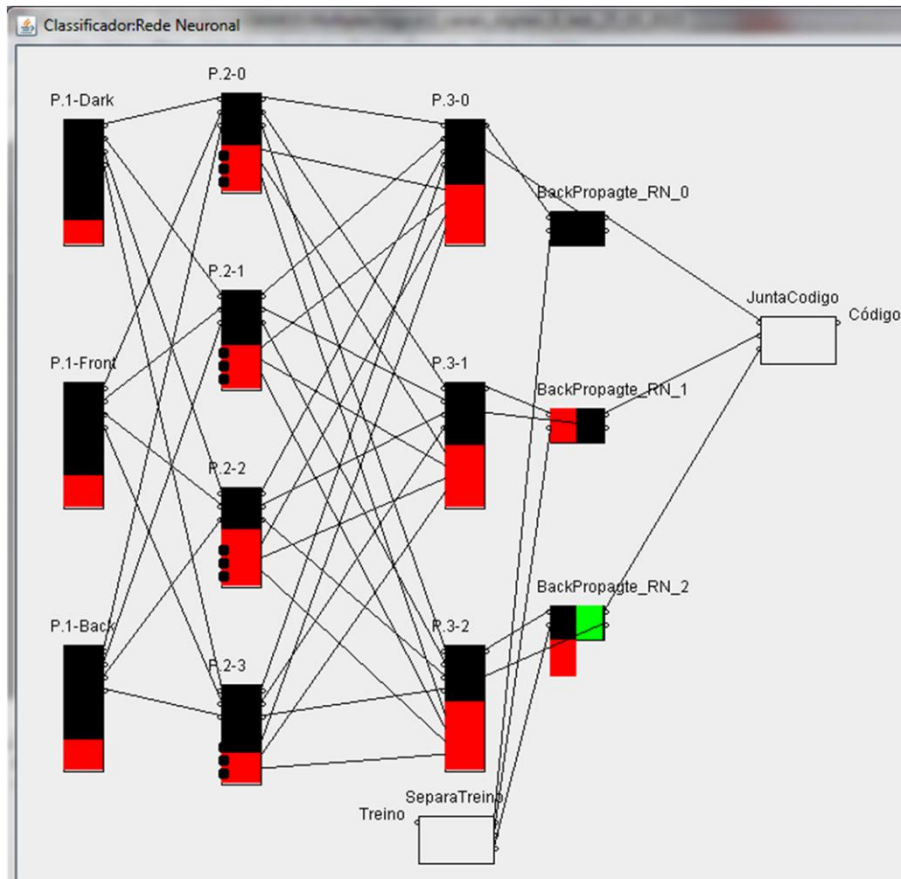 Classificador:Rede Neuronal
P.2-0
P.1-Dark
P.3-0
BackPropagte_RN_0
P.2-1
JuntaCodigo
Código
P.1-Front
P.3-1
BackPropagte_RN_1
P.2-2
BackPropagte_RN_2
P.1-Back
P.3-2
P.2-3
SeparaTreino
Treino